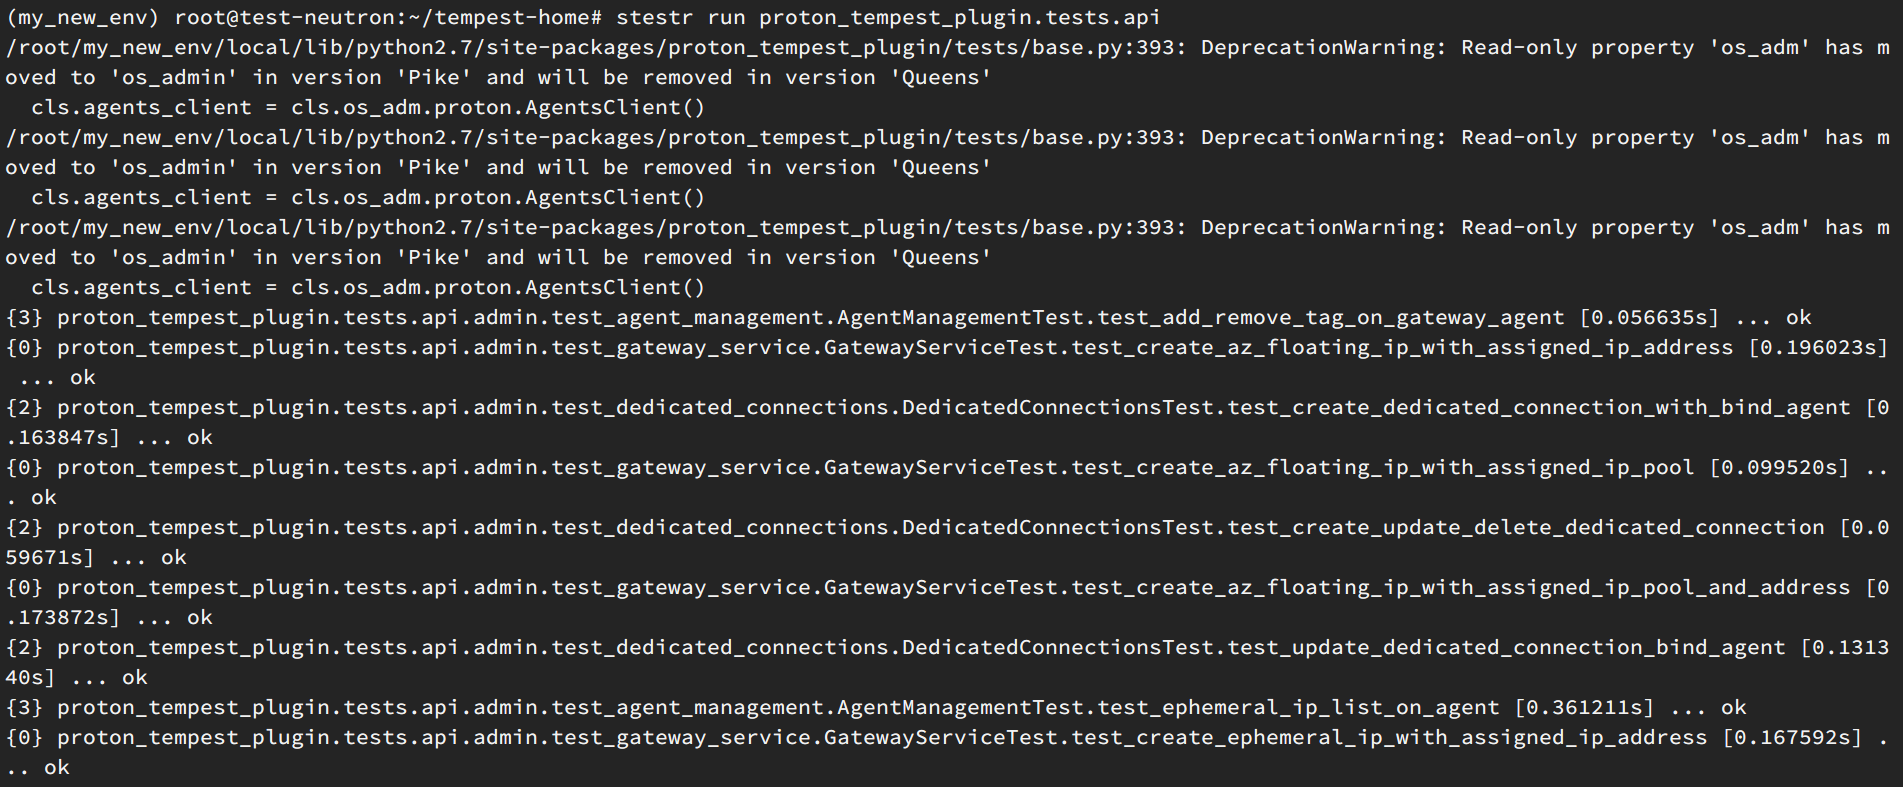 (my_new_env) root@test-neutron:~/tempest-home# stestr run proton_tempest_plugin.tests.api
/root/my_new_env/local/lib/python2.7/site-packages/proton_tempest_plugin/tests/base.py:393: DeprecationWarning: Read-only property 'os_adm' has m
oved to 'os_admin' in version 'Pike' and will be removed in version 'Queens'
  cls.agents_client = cls.os_adm.proton.AgentsClient()
/root/my_new_env/local/lib/python2.7/site-packages/proton_tempest_plugin/tests/base.py:393: DeprecationWarning: Read-only property 'os_adm' has m
oved to 'os_admin' in version 'Pike' and will be removed in version 'Queens'
  cls.agents_client = cls.os_adm.proton.AgentsClient()
/root/my_new_env/local/lib/python2.7/site-packages/proton_tempest_plugin/tests/base.py:393: DeprecationWarning: Read-only property 'os_adm' has m
oved to 'os_admin' in version 'Pike' and will be removed in version 'Queens'
  cls.agents_client = cls.os_adm.proton.AgentsClient()
{3} proton_tempest_plugin.tests.api.admin.test_agent_management.AgentManagementTest.test_add_remove_tag_on_gateway_agent [0.056635s] ... ok
{0} proton_tempest_plugin.tests.api.admin.test_gateway_service.GatewayServiceTest.test_create_az_floating_ip_with_assigned_ip_address [0.196023s]
 ... ok
{2} proton_tempest_plugin.tests.api.admin.test_dedicated_connections.DedicatedConnectionsTest.test_create_dedicated_connection_with_bind_agent [0
.163847s] ... ok
{0} proton_tempest_plugin.tests.api.admin.test_gateway_service.GatewayServiceTest.test_create_az_floating_ip_with_assigned_ip_pool [0.099520s] ..
. ok
{2} proton_tempest_plugin.tests.api.admin.test_dedicated_connections.DedicatedConnectionsTest.test_create_update_delete_dedicated_connection [0.0
59671s] ... ok
{0} proton_tempest_plugin.tests.api.admin.test_gateway_service.GatewayServiceTest.test_create_az_floating_ip_with_assigned_ip_pool_and_address [0
.173872s] ... ok
{2} proton_tempest_plugin.tests.api.admin.test_dedicated_connections.DedicatedConnectionsTest.test_update_dedicated_connection_bind_agent [0.1313
40s] ... ok
{3} proton_tempest_plugin.tests.api.admin.test_agent_management.AgentManagementTest.test_ephemeral_ip_list_on_agent [0.361211s] ... ok
{0} proton_tempest_plugin.tests.api.admin.test_gateway_service.GatewayServiceTest.test_create_ephemeral_ip_with_assigned_ip_address [0.167592s] .
.. ok